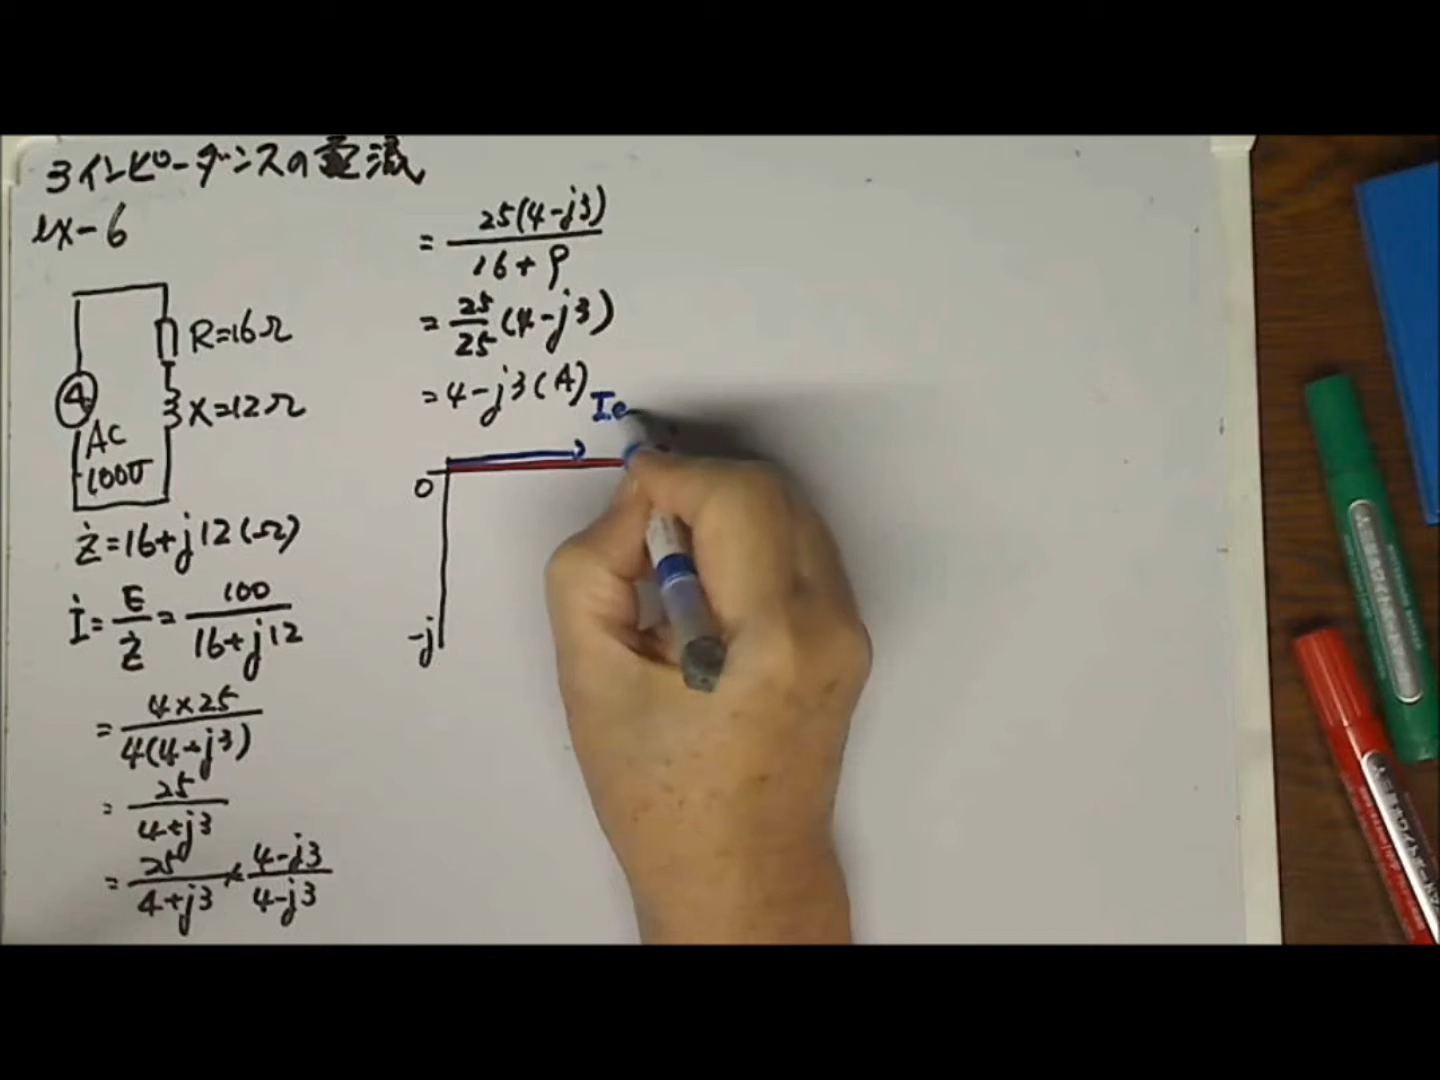 3 インピーダンスの電流
ex-6
R=16Ω
X=12Ω
AC
100V
Ż=16+j12(Ω)
İ=E/Ż=100/(16+j12)
=4×25/4(4+j3)
=25/(4+j3)
=25/(4+j3)×(4-j3)/(4-j3)
=25(4-j3)/(16+9)
=25/25(4-j3)
=4-j3(A)
Ie
0
-j